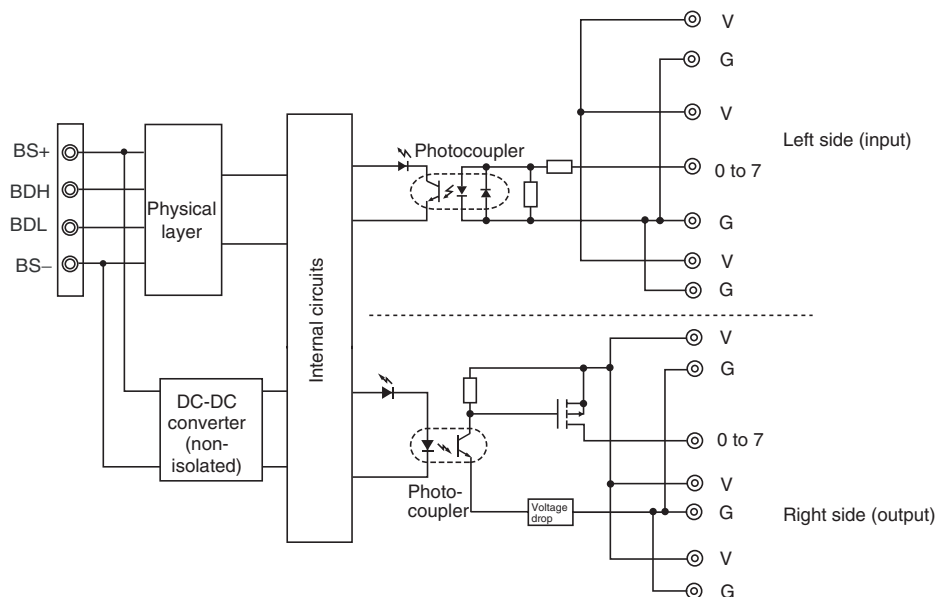 V
G
V
Left side (input)
0 to 7
G
V
G
BS+
BDH
BDL
BS–
Physical
layer
Internal circuits
Photocoupler
DC-DC
converter
(non-
isolated)
Photo-
coupler
Voltage
drop
V
G
0 to 7
V
G
Right side (output)
V
G